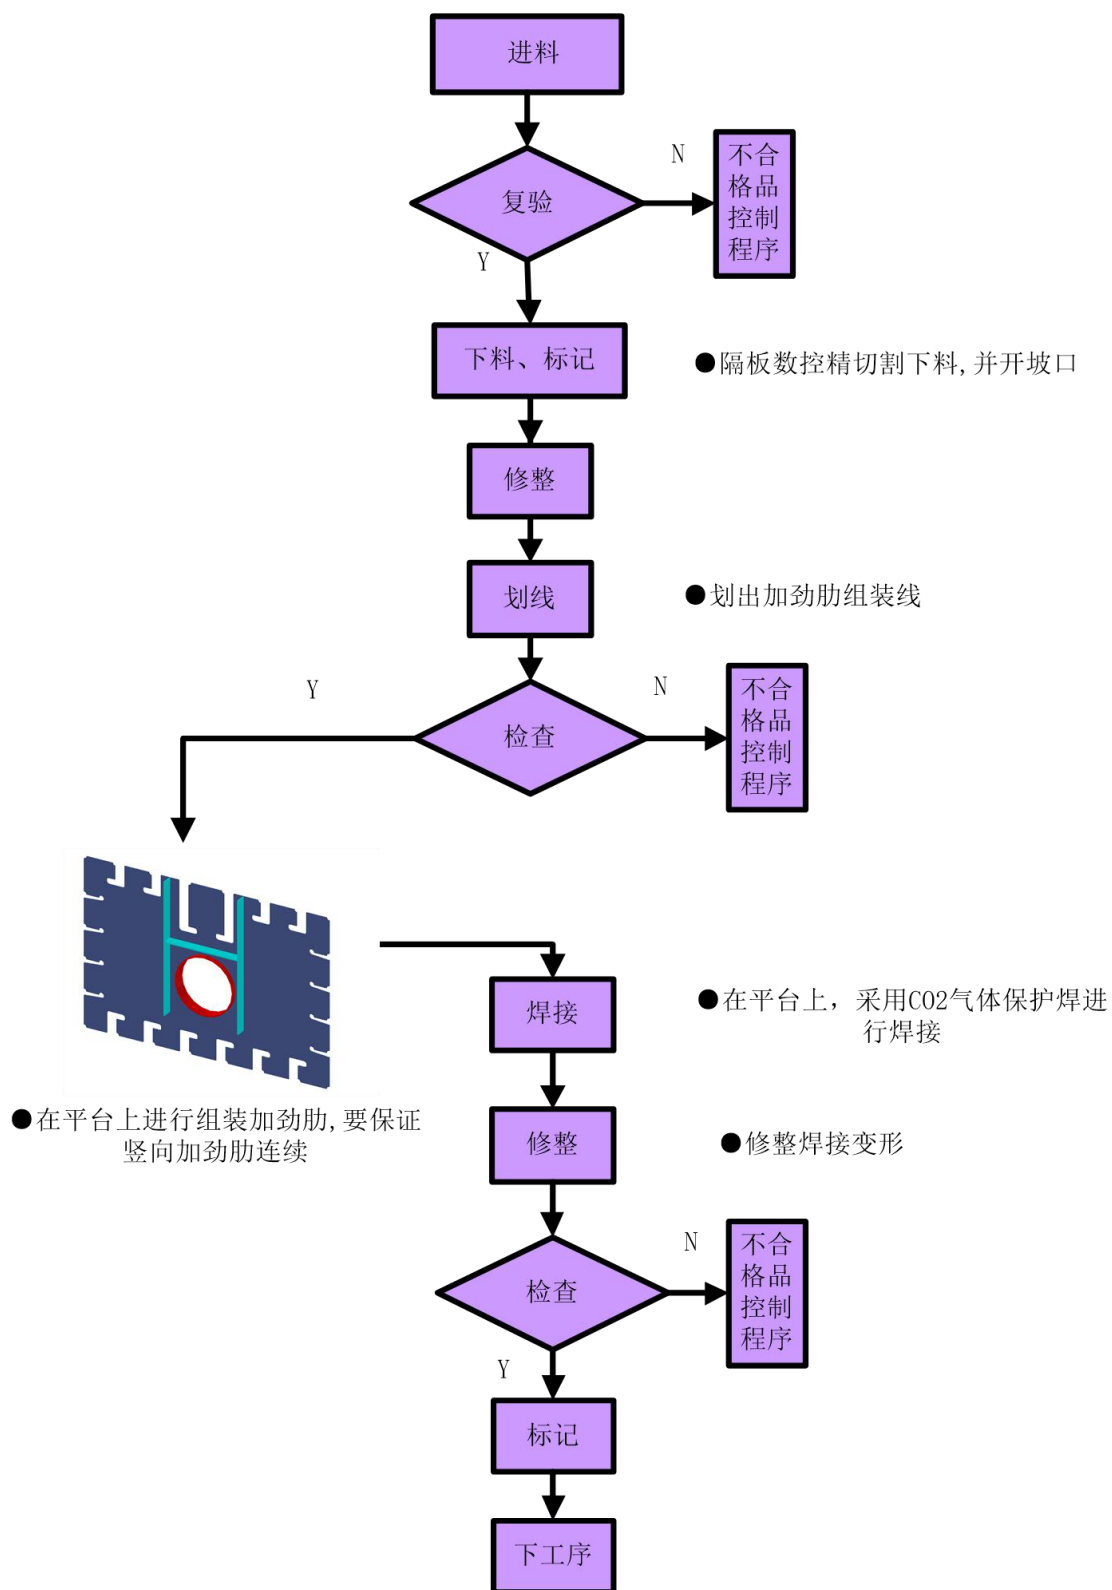 进料
复验
N
不合
格品
控制
程序
Y
下料、标记
●隔板数控精切割下料,并开坡口
修整
划线
●划出加劲肋组装线
Y
检查
N
不合
格品
控制
程序
●在平台上进行组装加劲肋,要保证
竖向加劲肋连续
焊接
●在平台上，采用CO2气体保护焊进
行焊接
修整
●修整焊接变形
检查
N
不合
格品
控制
程序
Y
标记
下工序